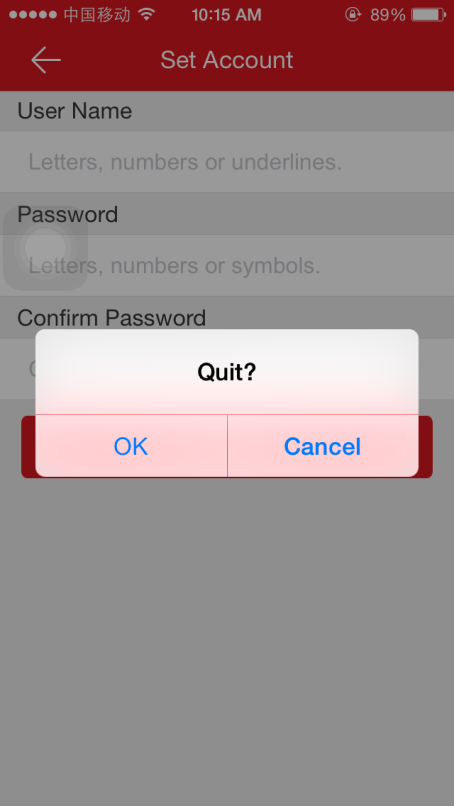 中国移动 10:15 AM 89%
Set Account
User Name
Letters, numbers or underlines.
Password
Letters, numbers or symbols.
Confirm Password
Quit?
OK Cancel